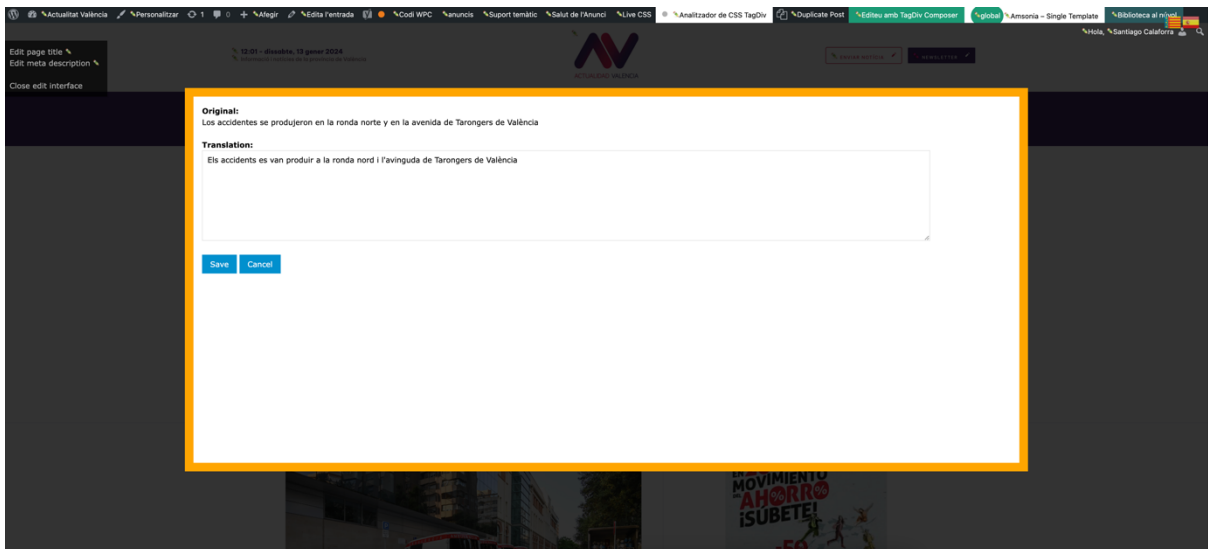 Actualitat València Personalitzar 1 0 Afegir Edita l'entrada Codi WPC anuncis Suport temàtic Salut de l'Anunci Live CSS Analitzador de CSS TagDiv Duplicate Post Editeu amb TagDiv Composer global Amsonia – Single Template Biblioteca al núvol
Hola, Santiago Calaforra
Edit page title
Edit meta description
Close edit interface
12:01 - dissabte, 13 gener 2024
ACTUALIDAD VALENCIA
NEWSLETTER
Original:
Los accidentes se produjeron en la ronda norte y en la avenida de Tarongers de València
Translation:
Els accidents es van produir a la ronda nord i l'avinguda de Tarongers de València
Save Cancel
MOVIMIENTO
AHORRO
¡SÚBETE!